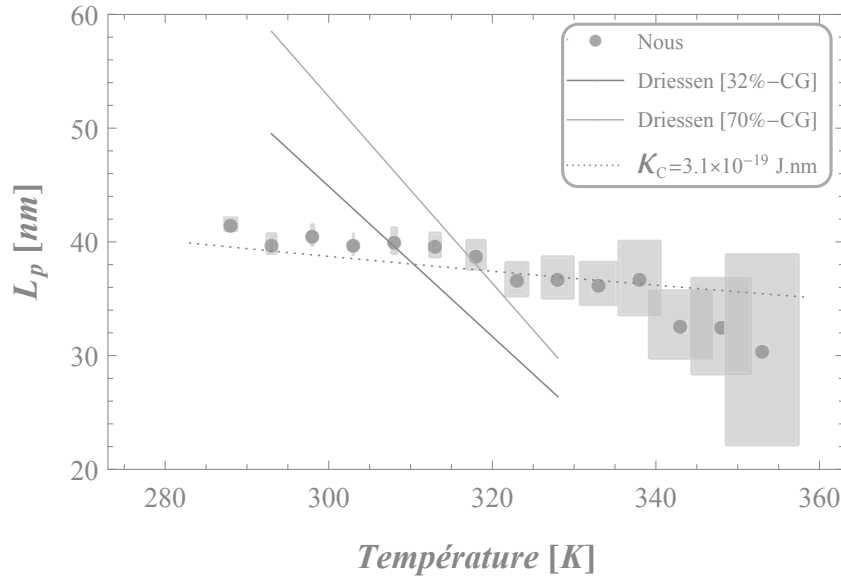 60
50
40
30
20
L_p [nm]
Nous
Driessen [32%−CG]
Driessen [70%−CG]
K_C=3.1×10^−19 J.nm
280 300 320 340 360
Température [K]